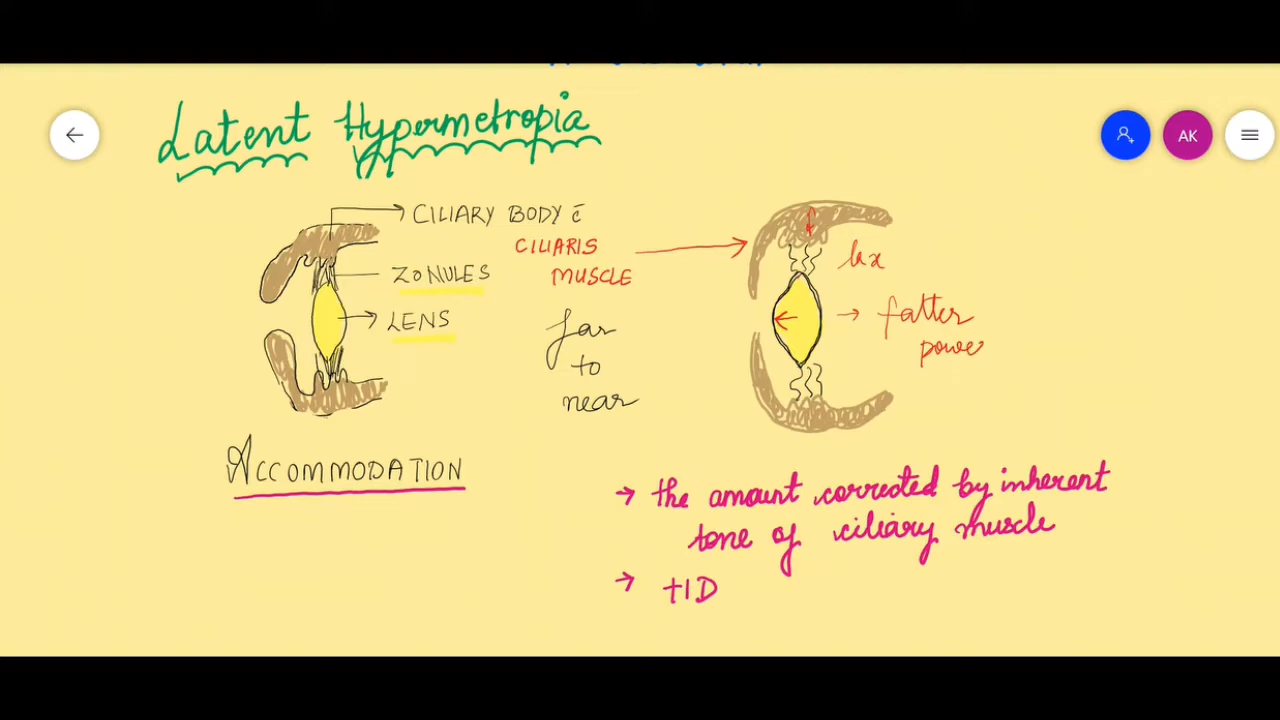 Latent Hypermetropia
CILIARY BODY c̄
CILIARIS
MUSCLE
ZONULES
LENS
far
to
near
lax
→ fatter
power
ACCOMMODATION
→ the amount corrected by inherent
tone of ciliary muscle
→ +1D
AK